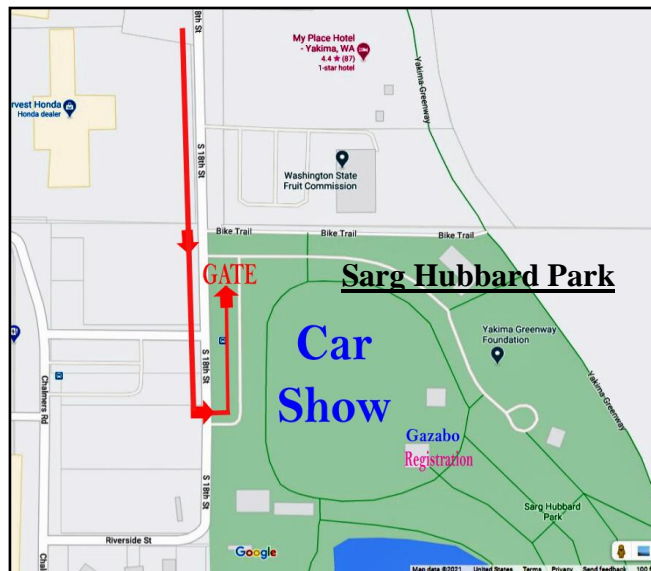 8th St
My Place Hotel
- Yakima, WA
4.4 ★ (87)
1-star hotel
rvest Honda
Honda dealer
S 18th St
Yakima Greenway
Washington State
Fruit Commission
Bike Trail
Bike Trail
Bike Trail
GATE
Sarg Hubbard Park
Car
Show
Yakima Greenway
Foundation
S 18th St
Chalmers Rd
Yakima Greenway
Gazabo
Registration
S 18th St
Sarg Hubbard
Park
Riverside St
Chal
Google
Map data ©2021 United States Terms Privacy Send feedback 100 f